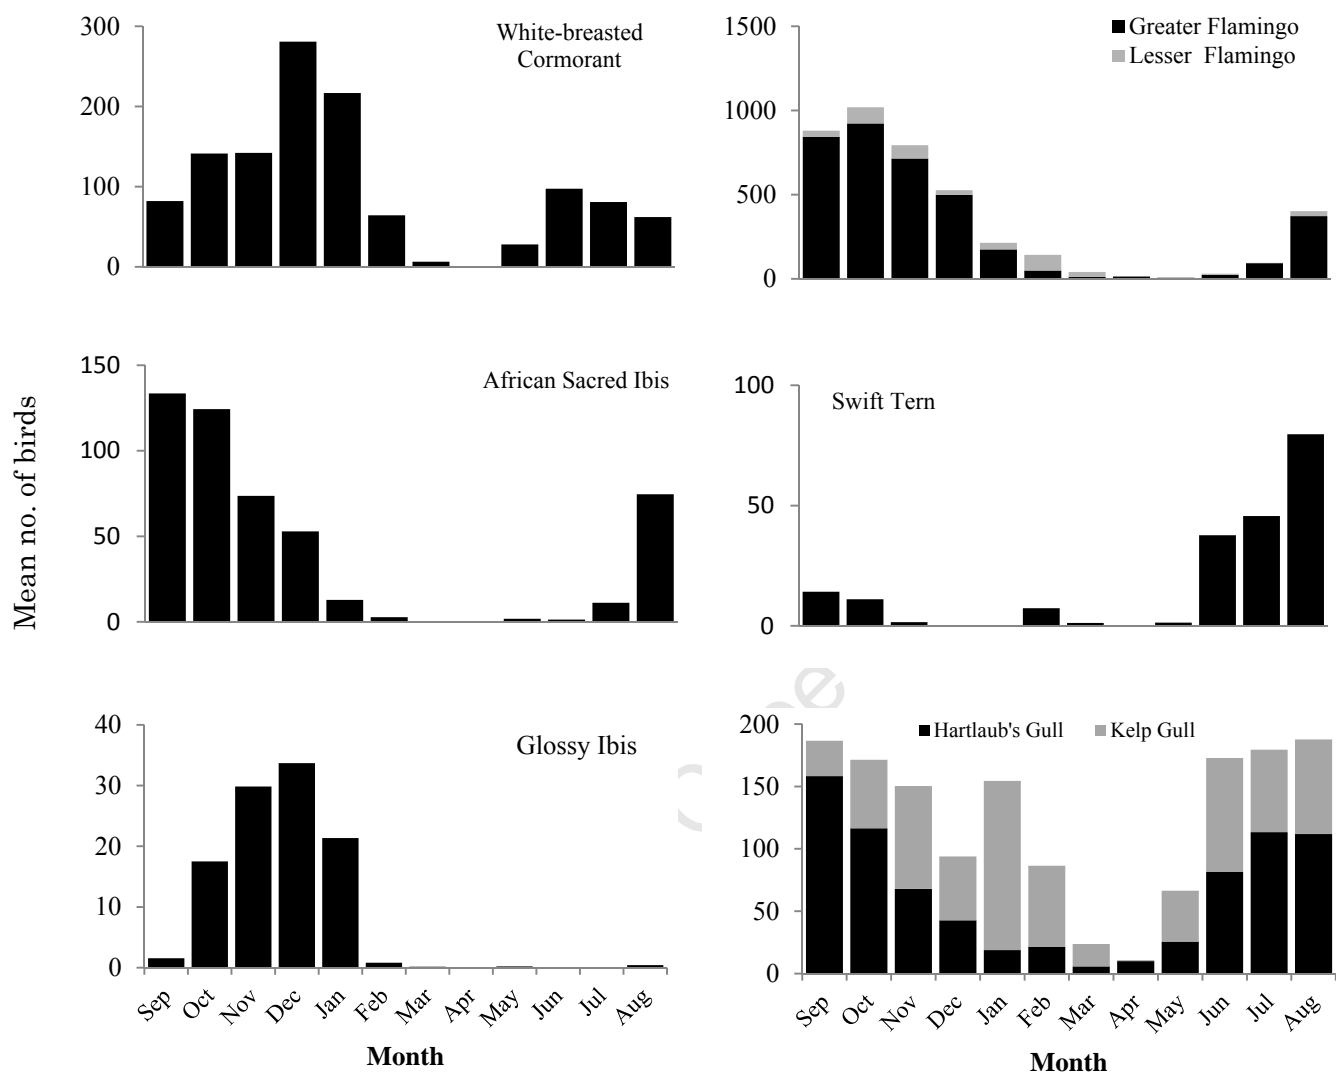 Mean no. of birds
White-breasted
Cormorant
300
200
100
0
Greater Flamingo
Lesser Flamingo
1500
1000
500
0
African Sacred Ibis
150
100
50
0
Swift Tern
100
50
0
Glossy Ibis
40
30
20
10
0
Sep Oct Nov Dec Jan Feb Mar Apr May Jun Jul Aug
Month
Hartlaub's Gull Kelp Gull
200
150
100
50
0
Sep Oct Nov Dec Jan Feb Mar Apr May Jun Jul Aug
Month